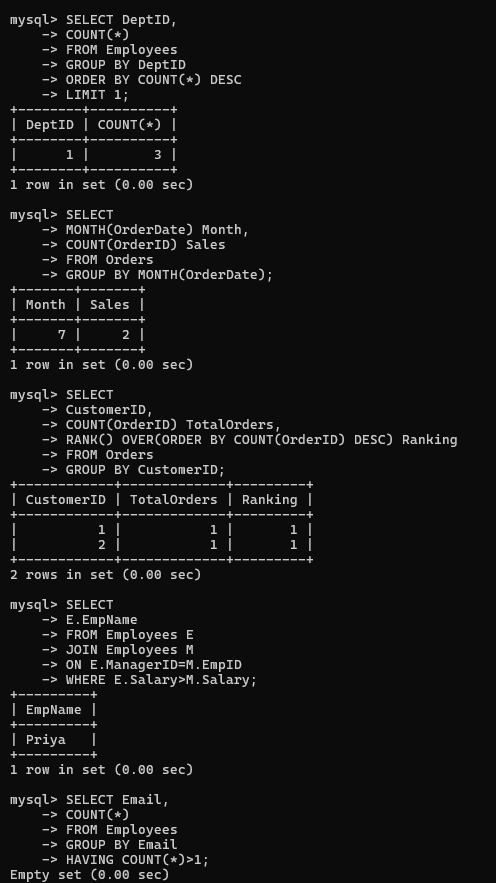 mysql> SELECT DeptID,
    -> COUNT(*)
    -> FROM Employees
    -> GROUP BY DeptID
    -> ORDER BY COUNT(*) DESC
    -> LIMIT 1;
+--------+----------+
| DeptID | COUNT(*) |
+--------+----------+
|      1 |        3 |
+--------+----------+
1 row in set (0.00 sec)

mysql> SELECT
    -> MONTH(OrderDate) Month,
    -> COUNT(OrderID) Sales
    -> FROM Orders
    -> GROUP BY MONTH(OrderDate);
+-------+-------+
| Month | Sales |
+-------+-------+
|     7 |     2 |
+-------+-------+
1 row in set (0.00 sec)

mysql> SELECT
    -> CustomerID,
    -> COUNT(OrderID) TotalOrders,
    -> RANK() OVER(ORDER BY COUNT(OrderID) DESC) Ranking
    -> FROM Orders
    -> GROUP BY CustomerID;
+------------+-------------+---------+
| CustomerID | TotalOrders | Ranking |
+------------+-------------+---------+
|          1 |           1 |       1 |
|          2 |           1 |       1 |
+------------+-------------+---------+
2 rows in set (0.00 sec)

mysql> SELECT
    -> E.EmpName
    -> FROM Employees E
    -> JOIN Employees M
    -> ON E.ManagerID=M.EmpID
    -> WHERE E.Salary>M.Salary;
+---------+
| EmpName |
+---------+
| Priya   |
+---------+
1 row in set (0.00 sec)

mysql> SELECT Email,
    -> COUNT(*)
    -> FROM Employees
    -> GROUP BY Email
    -> HAVING COUNT(*)>1;
Empty set (0.00 sec)